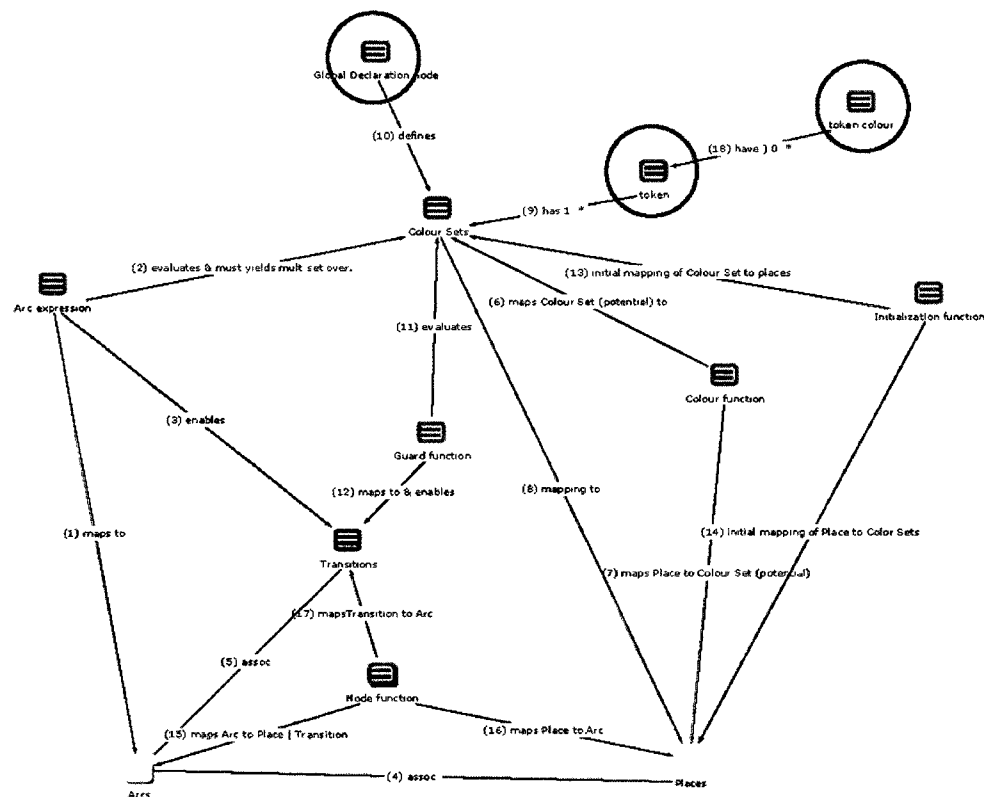 Global Declaration node
token colour
(10) defines
(18) have ) 0 *
token
(9) has 1 *
Colour Sets
(2) evaluates & must yields mult set over.
(13) initial mapping of Colour Set to places
(6) maps Colour Set (potential) to
Arc expression
Initialization function
(11) evaluates
Colour function
(3) enables
Guard function
(12) maps to & enables
(8) mapping to
(1) maps to
(14) initial mapping of Place to Color Sets
Transitions
(7) maps Place to Colour Set (potential)
(17) mapsTransition to Arc
(5) assoc
Node function
(15) maps Arc to Place | Transition
(16) maps Place to Arc
(4) assoc
Places
Arcs